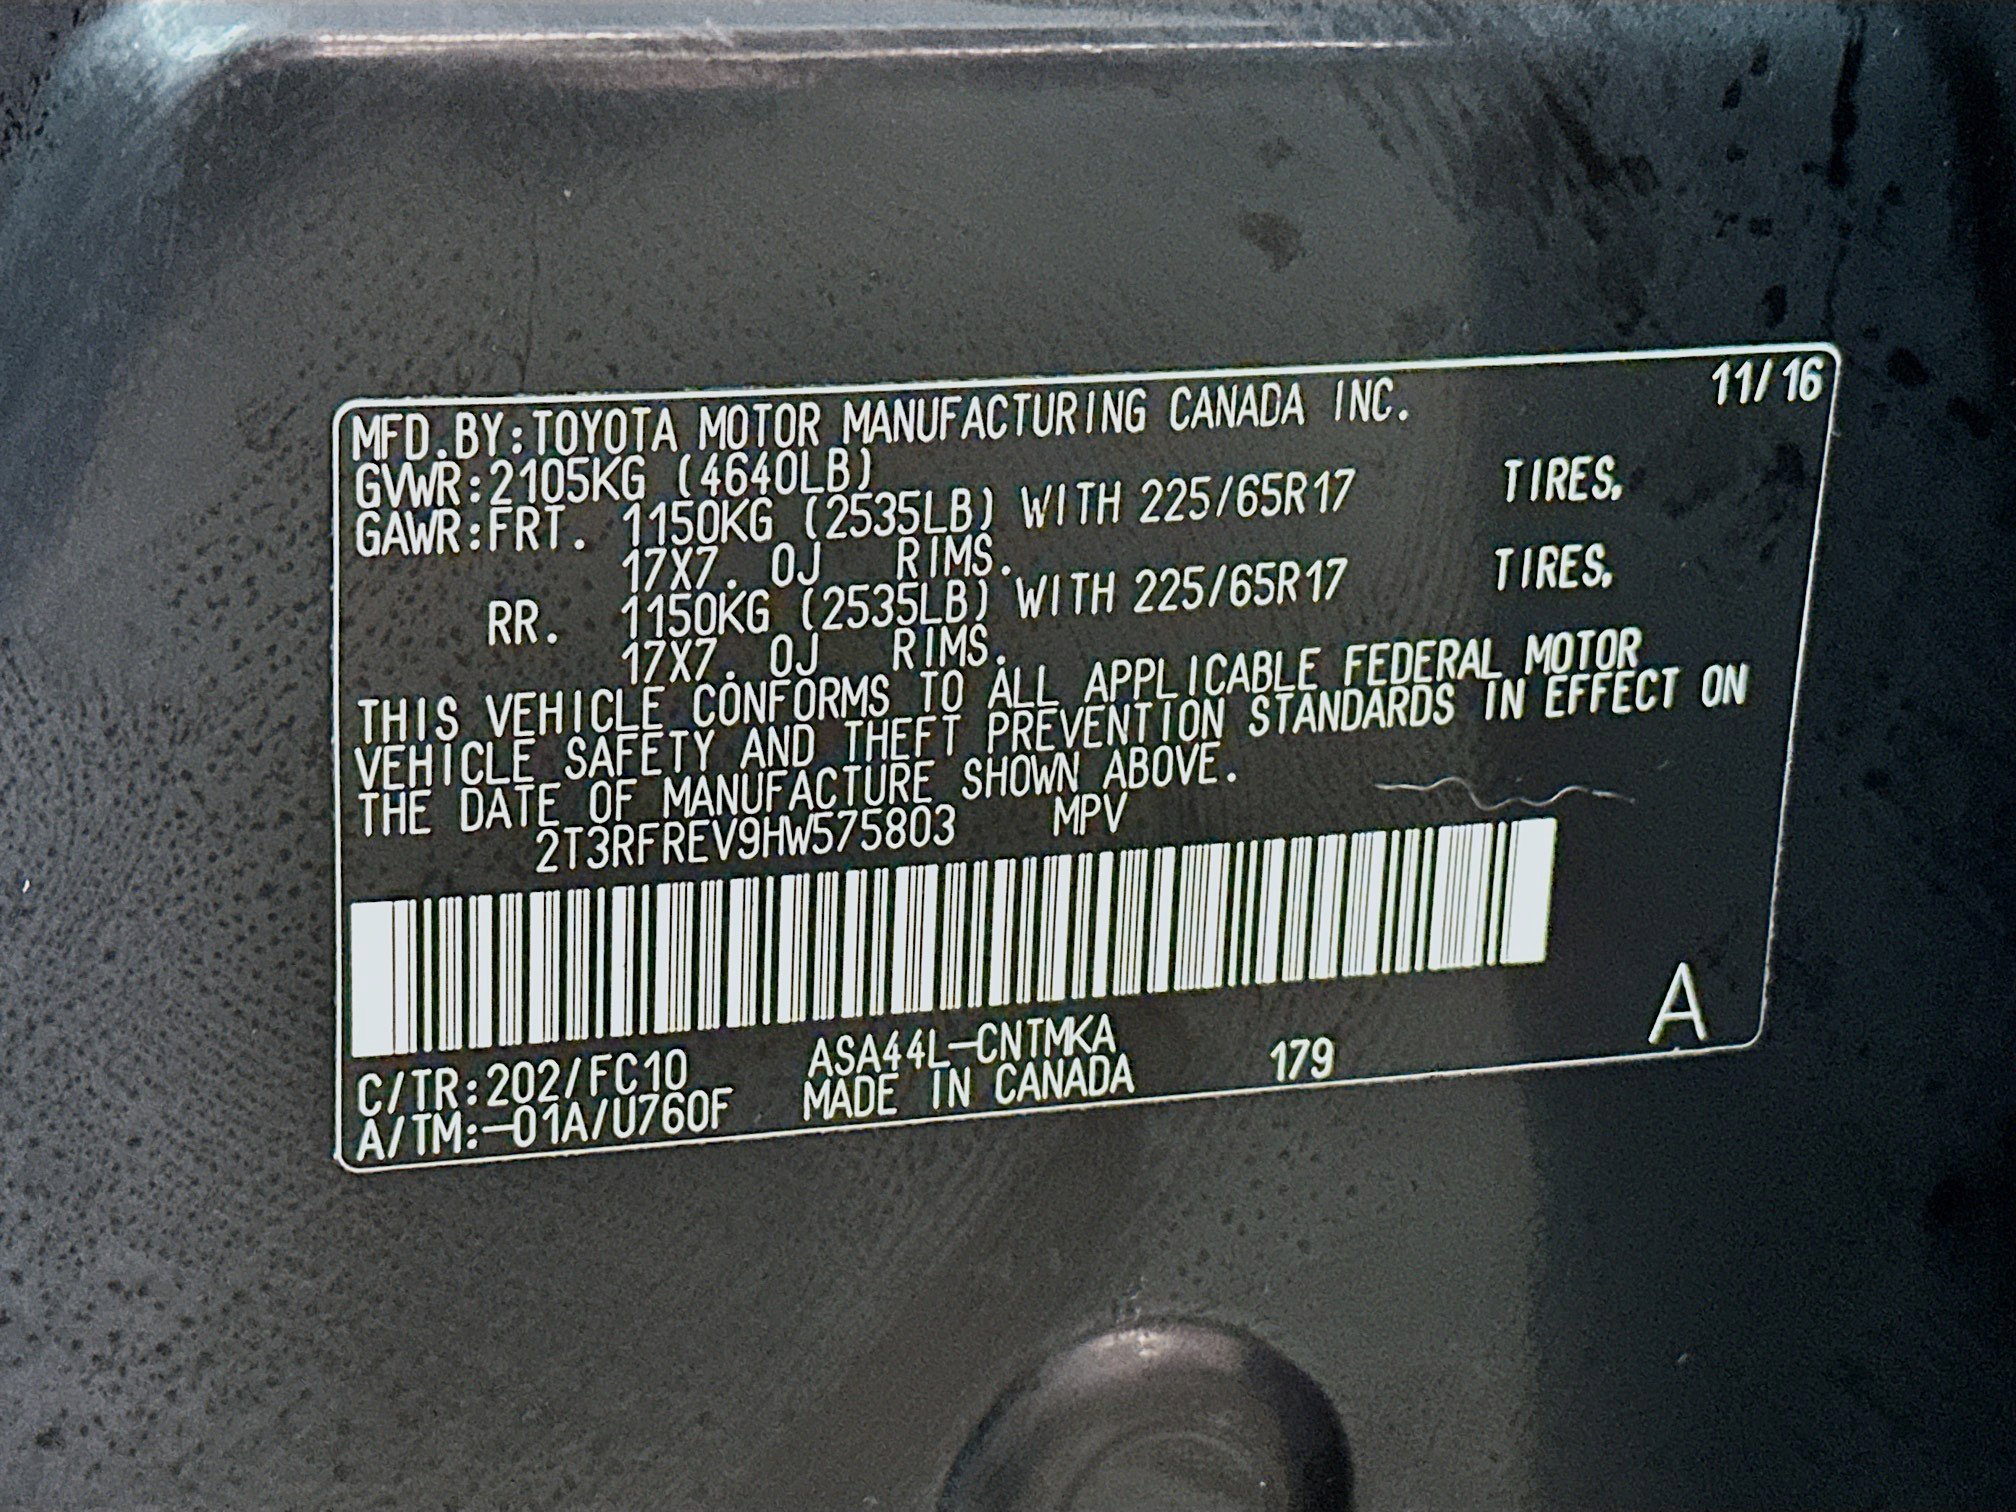 MFD.BY:TOYOTA MOTOR MANUFACTURING CANADA INC. 11/16
GVWR:2105KG (4640LB)
GAWR:FRT. 1150KG (2535LB) WITH 225/65R17 TIRES,
17X7. 0J RIMS.
RR. 1150KG (2535LB) WITH 225/65R17 TIRES,
17X7. 0J RIMS.
THIS VEHICLE CONFORMS TO ALL APPLICABLE FEDERAL MOTOR
VEHICLE SAFETY AND THEFT PREVENTION STANDARDS IN EFFECT ON
THE DATE OF MANUFACTURE SHOWN ABOVE.
2T3RFREV9HW575803 MPV
C/TR:202/FC10 ASA44L-CNTMKA 179 A
A/TM:-01A/U760F MADE IN CANADA